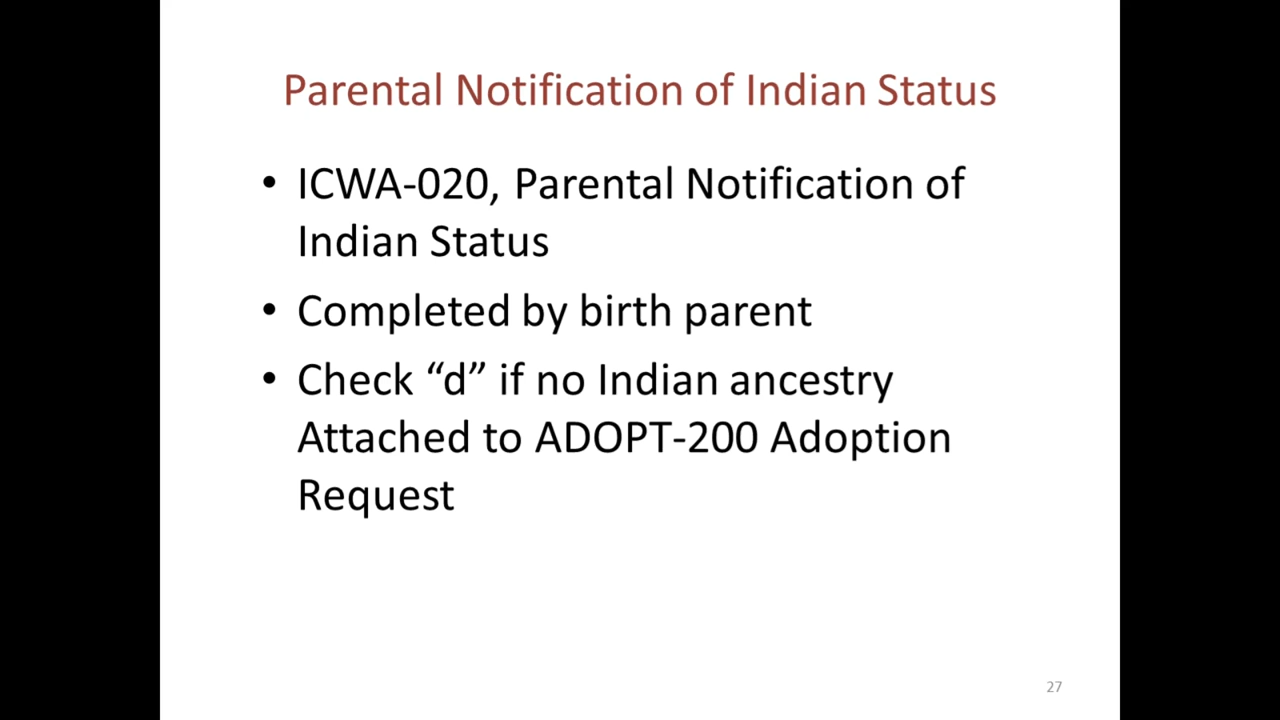 Parental Notification of Indian Status
• ICWA-020, Parental Notification of
Indian Status
• Completed by birth parent
• Check “d” if no Indian ancestry
Attached to ADOPT-200 Adoption
Request
27